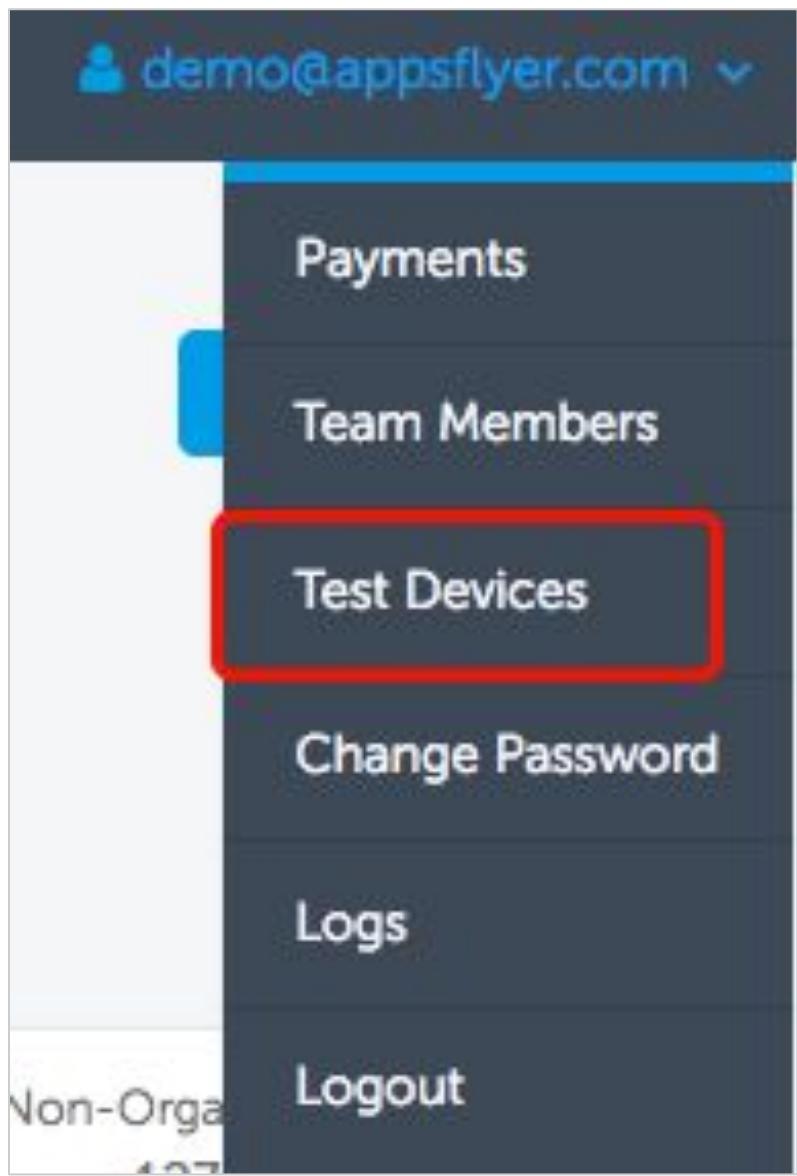 demo@appsflyer.com
Payments
Team Members
Test Devices
Change Password
Logs
Logout
Non-Orga